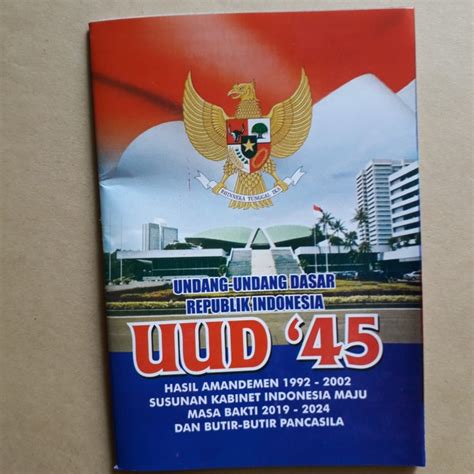 BHINNEKA TUNGGAL IKA
UNDANG-UNDANG DASAR
REPUBLIK INDONESIA
UUD '45
HASIL AMANDEMEN 1992 - 2002
SUSUNAN KABINET INDONESIA MAJU
MASA BAKTI 2019 - 2024
DAN BUTIR-BUTIR PANCASILA